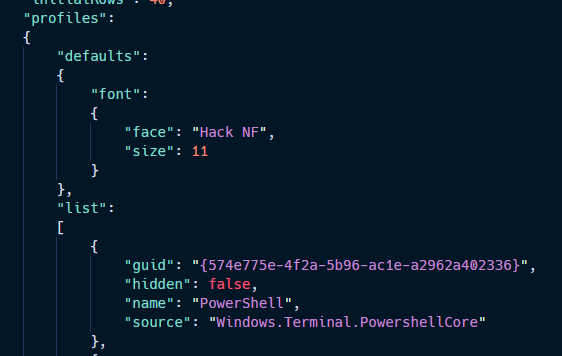 "initialRows": 40,
"profiles":
{
"defaults":
{
"font":
{
"face": "Hack NF",
"size": 11
}
},
"list":
[
{
"guid": "{574e775e-4f2a-5b96-ac1e-a2962a402336}",
"hidden": false,
"name": "PowerShell",
"source": "Windows.Terminal.PowershellCore"
},
{